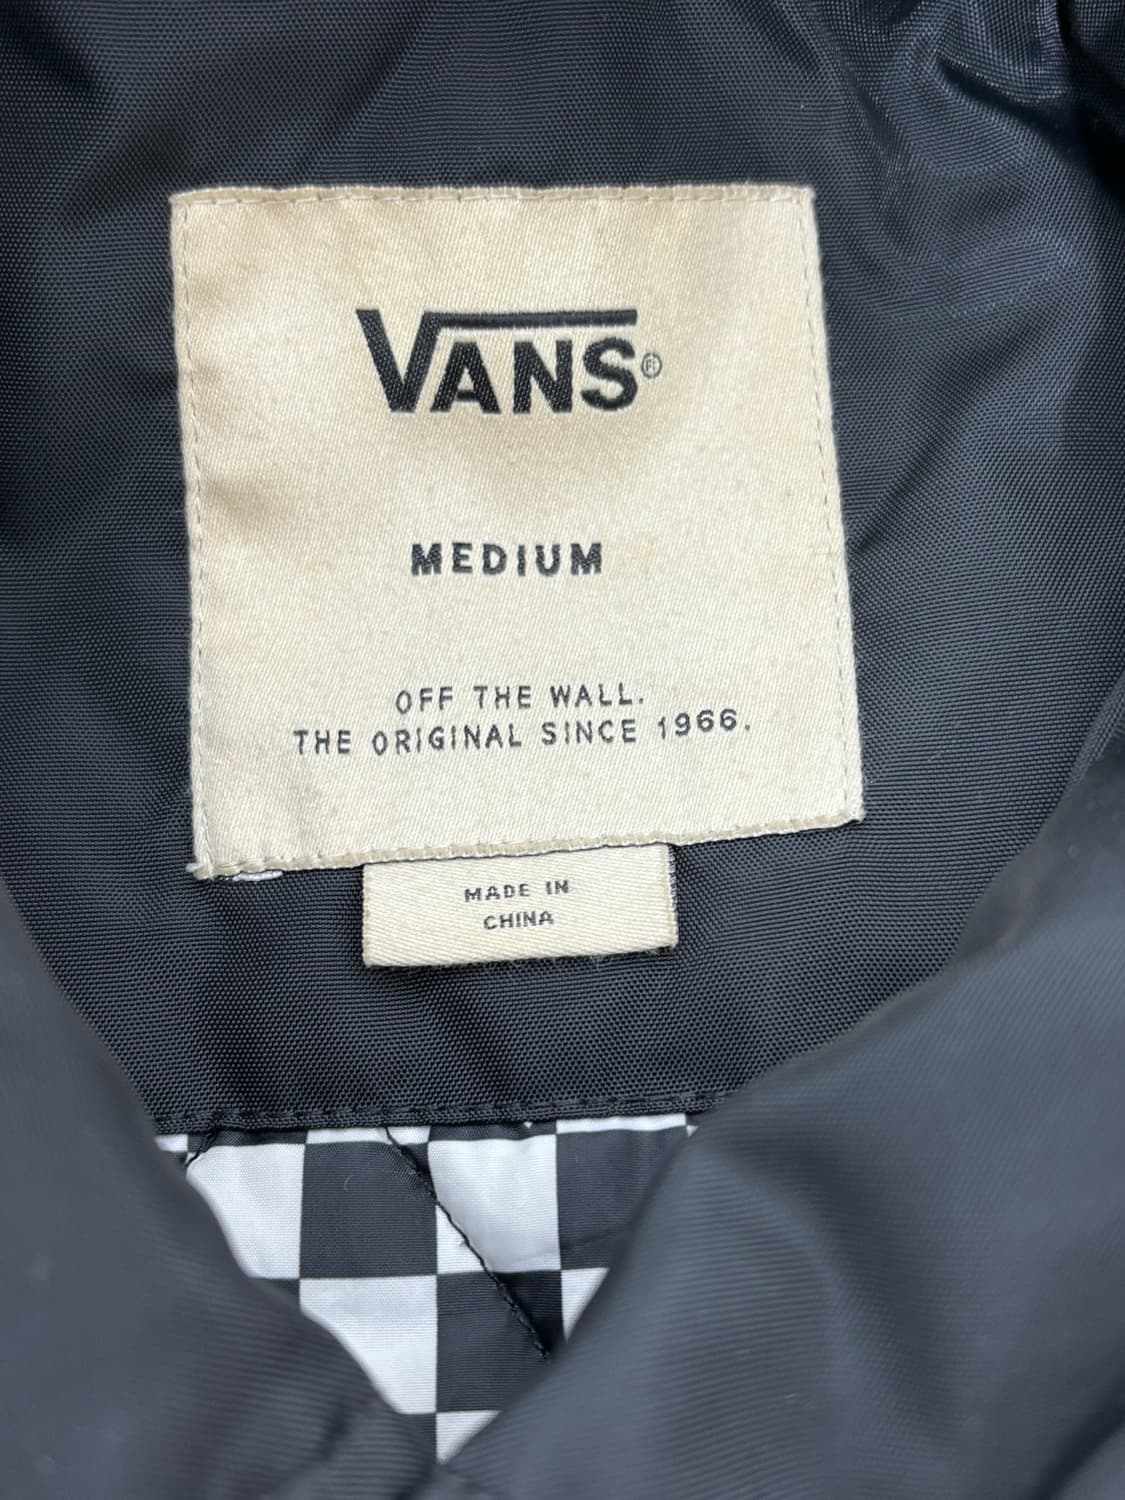 VANS®
MEDIUM
OFF THE WALL.
THE ORIGINAL SINCE 1966.
MADE IN
CHINA